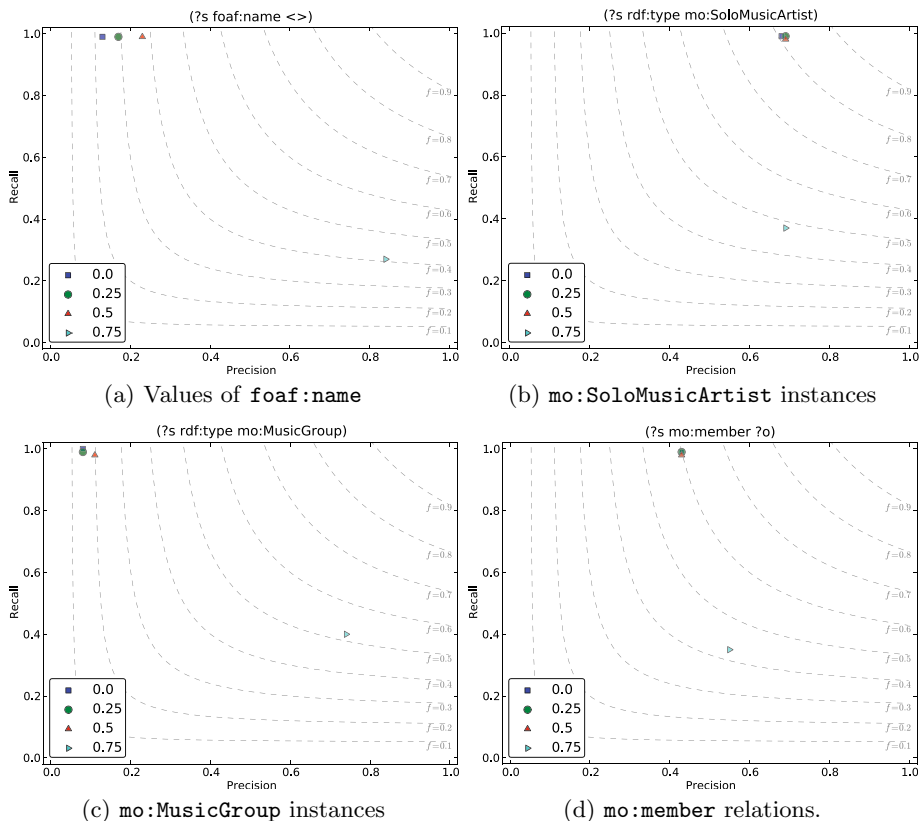 (?s foaf:name <>)
1.0
0.8
0.6
0.4
0.2
0.0
Recall
f=0.9
f=0.8
f=0.7
f=0.6
f=0.5
f=0.4
f=0.3
f=0.2
f=0.1
0.0
0.25
0.5
0.75
0.0 0.2 0.4 0.6 0.8 1.0
Precision
(a) Values of foaf:name
(?s rdf:type mo:SoloMusicArtist)
1.0
0.8
0.6
0.4
0.2
0.0
Recall
f=0.9
f=0.8
f=0.7
f=0.6
f=0.5
f=0.4
f=0.3
f=0.2
f=0.1
0.0
0.25
0.5
0.75
0.0 0.2 0.4 0.6 0.8 1.0
Precision
(b) mo:SoloMusicArtist instances
(?s rdf:type mo:MusicGroup)
1.0
0.8
0.6
0.4
0.2
0.0
Recall
f=0.9
f=0.8
f=0.7
f=0.6
f=0.5
f=0.4
f=0.3
f=0.2
f=0.1
0.0
0.25
0.5
0.75
0.0 0.2 0.4 0.6 0.8 1.0
Precision
(c) mo:MusicGroup instances
(?s mo:member ?o)
1.0
0.8
0.6
0.4
0.2
0.0
Recall
f=0.9
f=0.8
f=0.7
f=0.6
f=0.5
f=0.4
f=0.3
f=0.2
f=0.1
0.0
0.25
0.5
0.75
0.0 0.2 0.4 0.6 0.8 1.0
Precision
(d) mo:member relations.